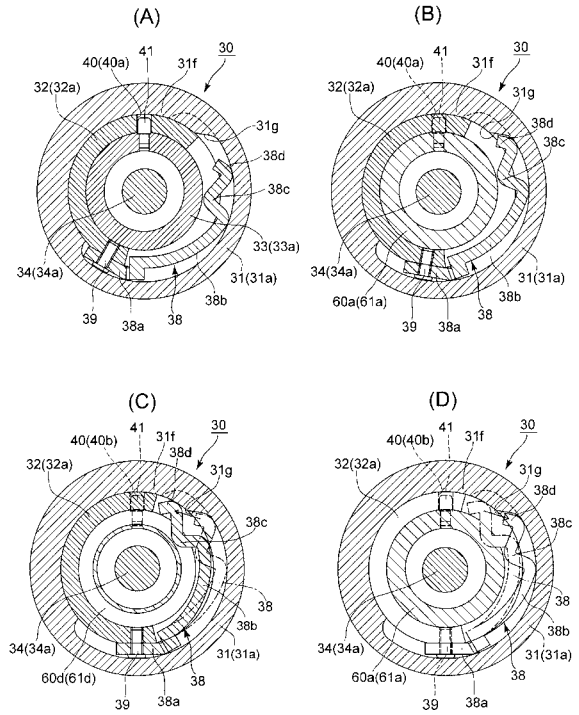 (A)
41
40(40a)
31f
30
32(32a)
31g
38d
38c
33(33a)
34(34a)
31(31a)
38b
39
38a
38
(B)
41
40(40a)
31f
30
32(32a)
31g
38d
38c
34(34a)
31(31a)
60a(61a)
38b
39
38a
38
(C)
41
40(40b)
31f
38d
30
32(32a)
31g
38c
38
38b
34(34a)
31(31a)
60d(61d)
39
38a
38
(D)
41
40(40b)
31f
30
32(32a)
31g
38d
38c
38
38b
34(34a)
31(31a)
60a(61a)
39
38a
38